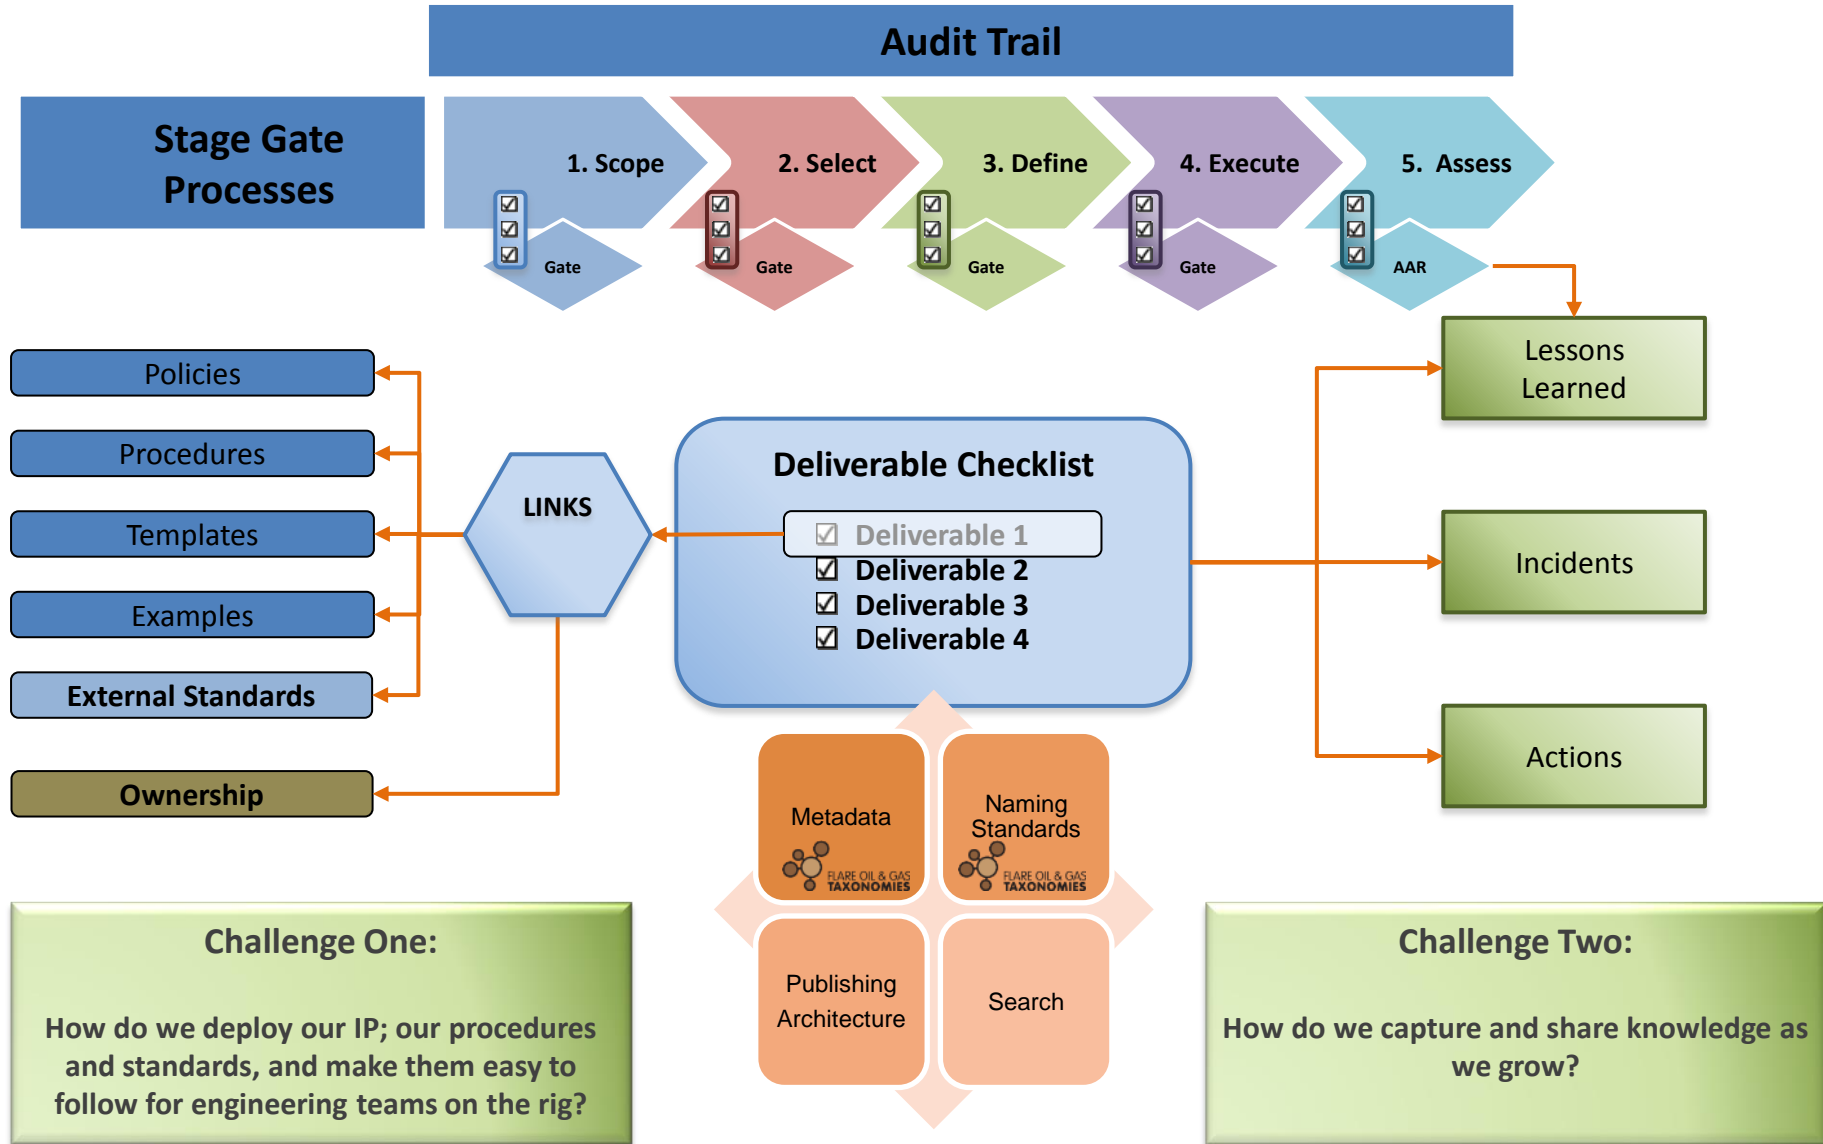 Audit Trail
Stage Gate
Processes
1. Scope
2. Select
3. Define
4. Execute
5.  Assess
Gate
Gate
Gate
Gate
AAR
Policies
Procedures
Templates
Examples
External Standards
Ownership
LINKS
Deliverable Checklist
Deliverable 1
Deliverable 2
Deliverable 3
Deliverable 4
Lessons
Learned
Incidents
Actions
Metadata
FLARE OIL & GAS
TAXONOMIES
Naming
Standards
FLARE OIL & GAS
TAXONOMIES
Publishing
Architecture
Search
Challenge One:
How do we deploy our IP; our procedures
and standards, and make them easy to
follow for engineering teams on the rig?
Challenge Two:
How do we capture and share knowledge as
we grow?